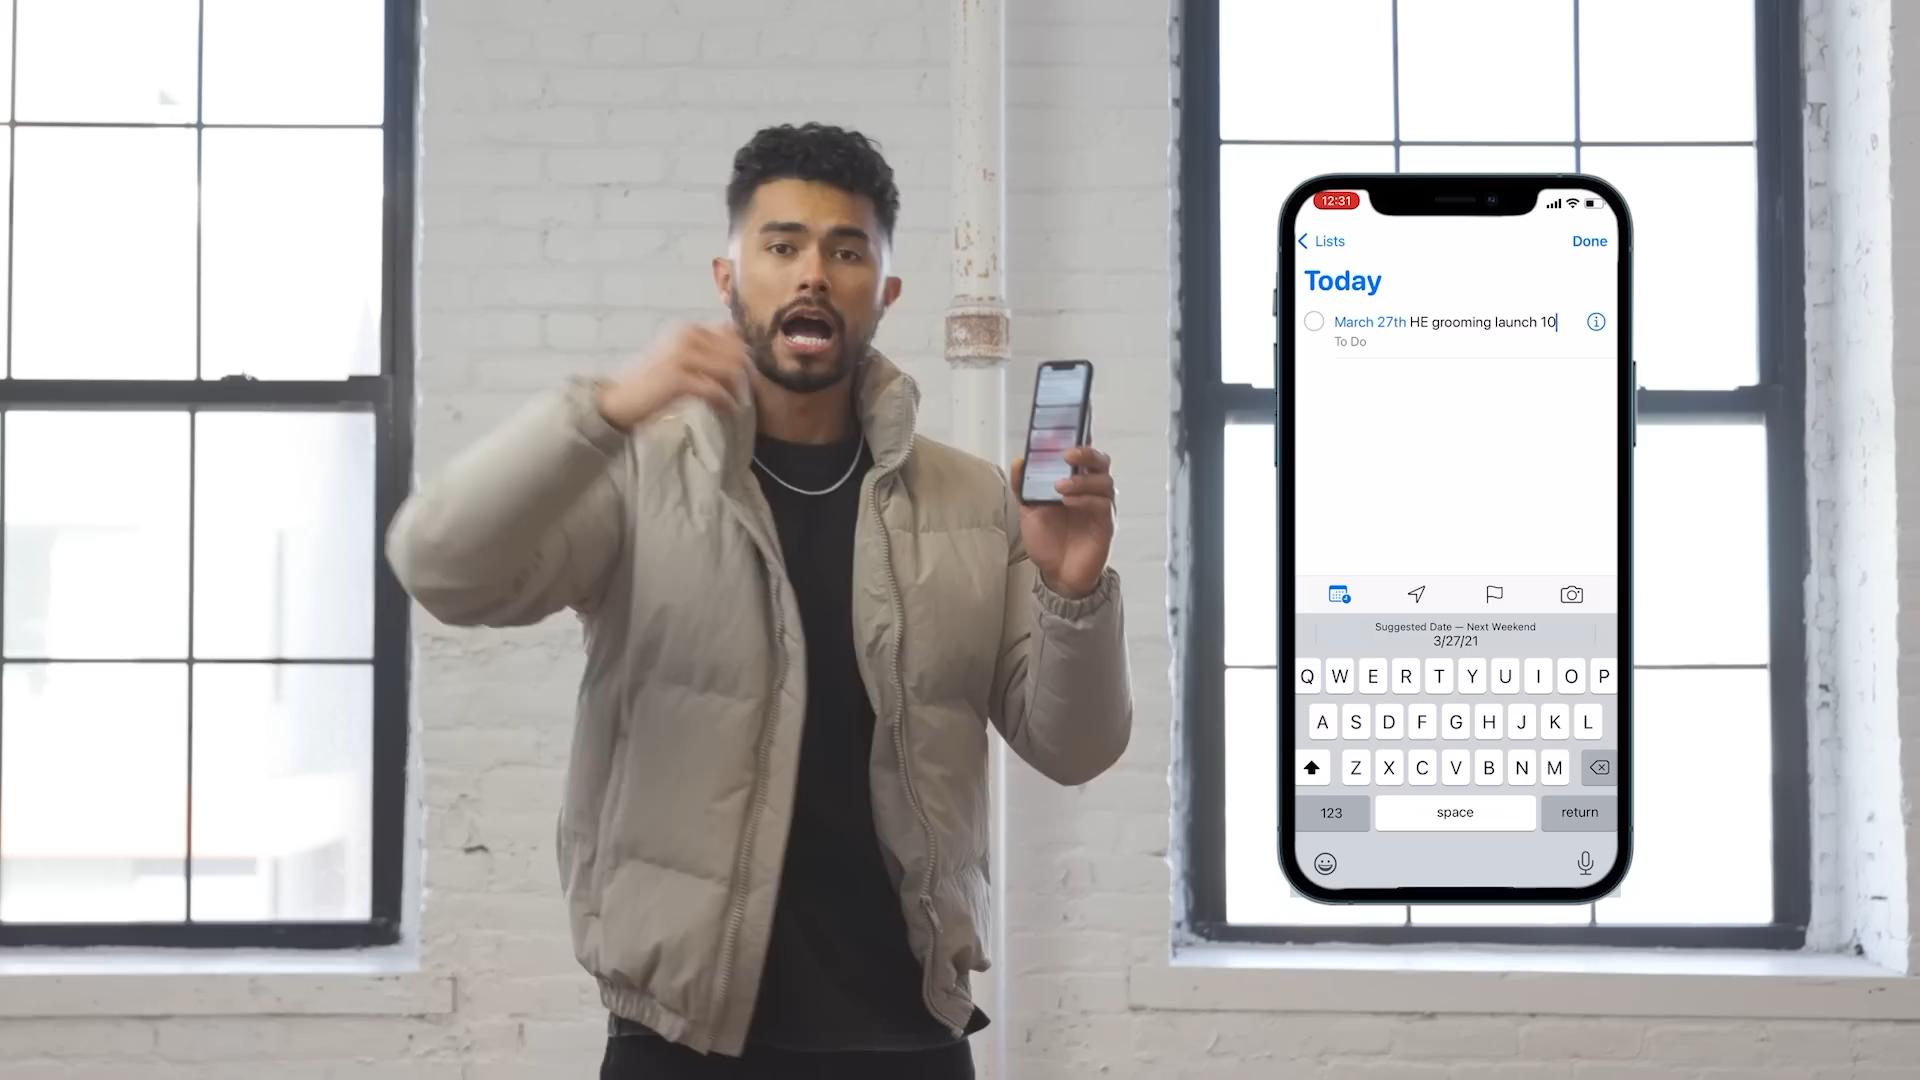 12:31
Lists
Done
Today
March 27th HE grooming launch 10
To Do
Suggested Date — Next Weekend
3/27/21
Q W E R T Y U I O P
A S D F G H J K L
Z X C V B N M
123 space return